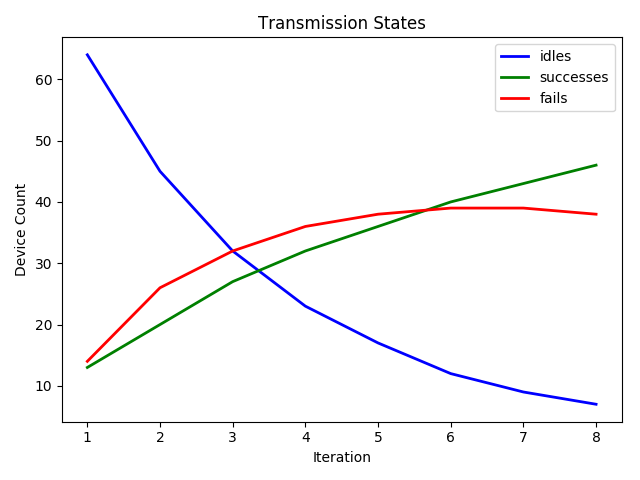 Transmission States
idles
successes
fails
Device Count
60
50
40
30
20
10
1 2 3 4 5 6 7 8
Iteration